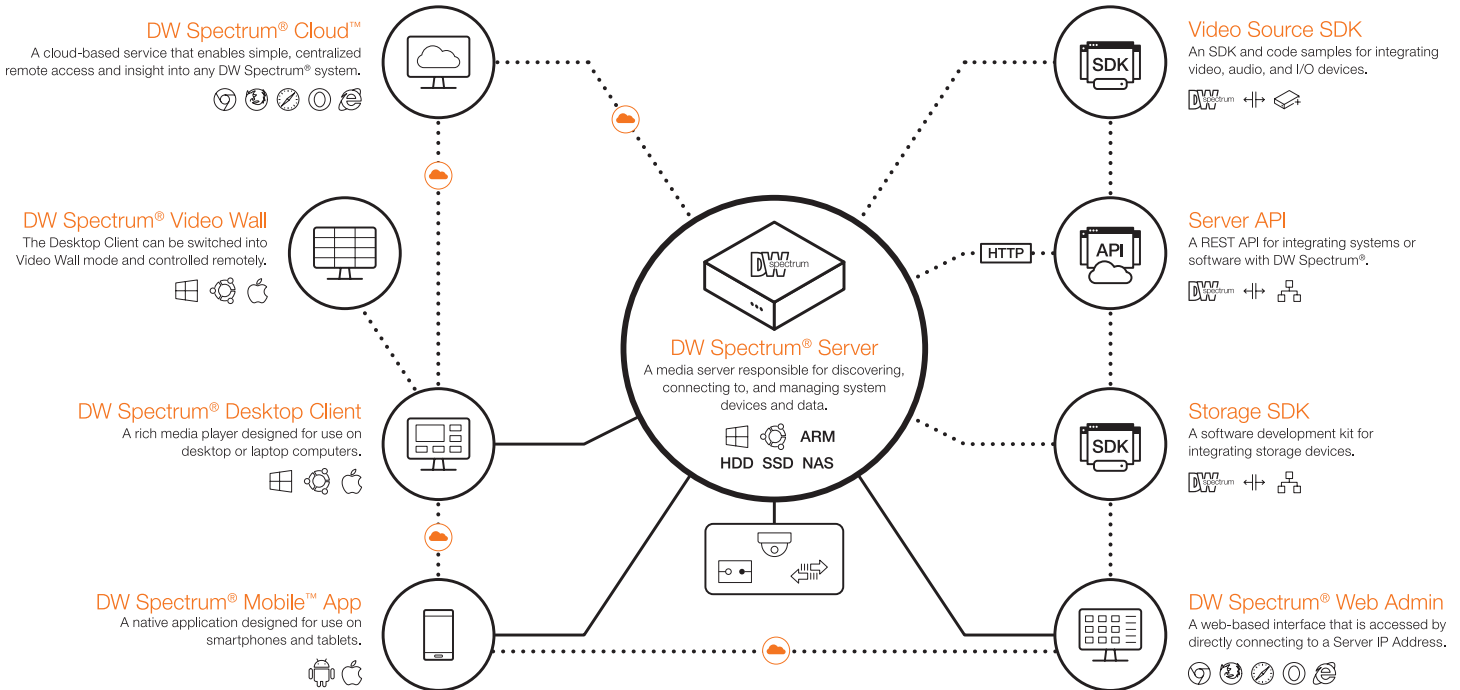 DW Spectrum® Cloud™
A cloud-based service that enables simple, centralized
remote access and insight into any DW Spectrum® system.
DW Spectrum® Video Wall
The Desktop Client can be switched into
Video Wall mode and controlled remotely.
DW Spectrum® Desktop Client
A rich media player designed for use on
desktop or laptop computers.
DW Spectrum® Mobile™ App
A native application designed for use on
smartphones and tablets.
DW spectrum
DW Spectrum® Server
A media server responsible for discovering,
connecting to, and managing system
devices and data.
ARM
HDD SSD NAS
HTTP
SDK
Video Source SDK
An SDK and code samples for integrating
video, audio, and I/O devices.
DW spectrum
API
Server API
A REST API for integrating systems or
software with DW Spectrum®.
DW spectrum
SDK
Storage SDK
A software development kit for
integrating storage devices.
DW spectrum
DW Spectrum® Web Admin
A web-based interface that is accessed by
directly connecting to a Server IP Address.